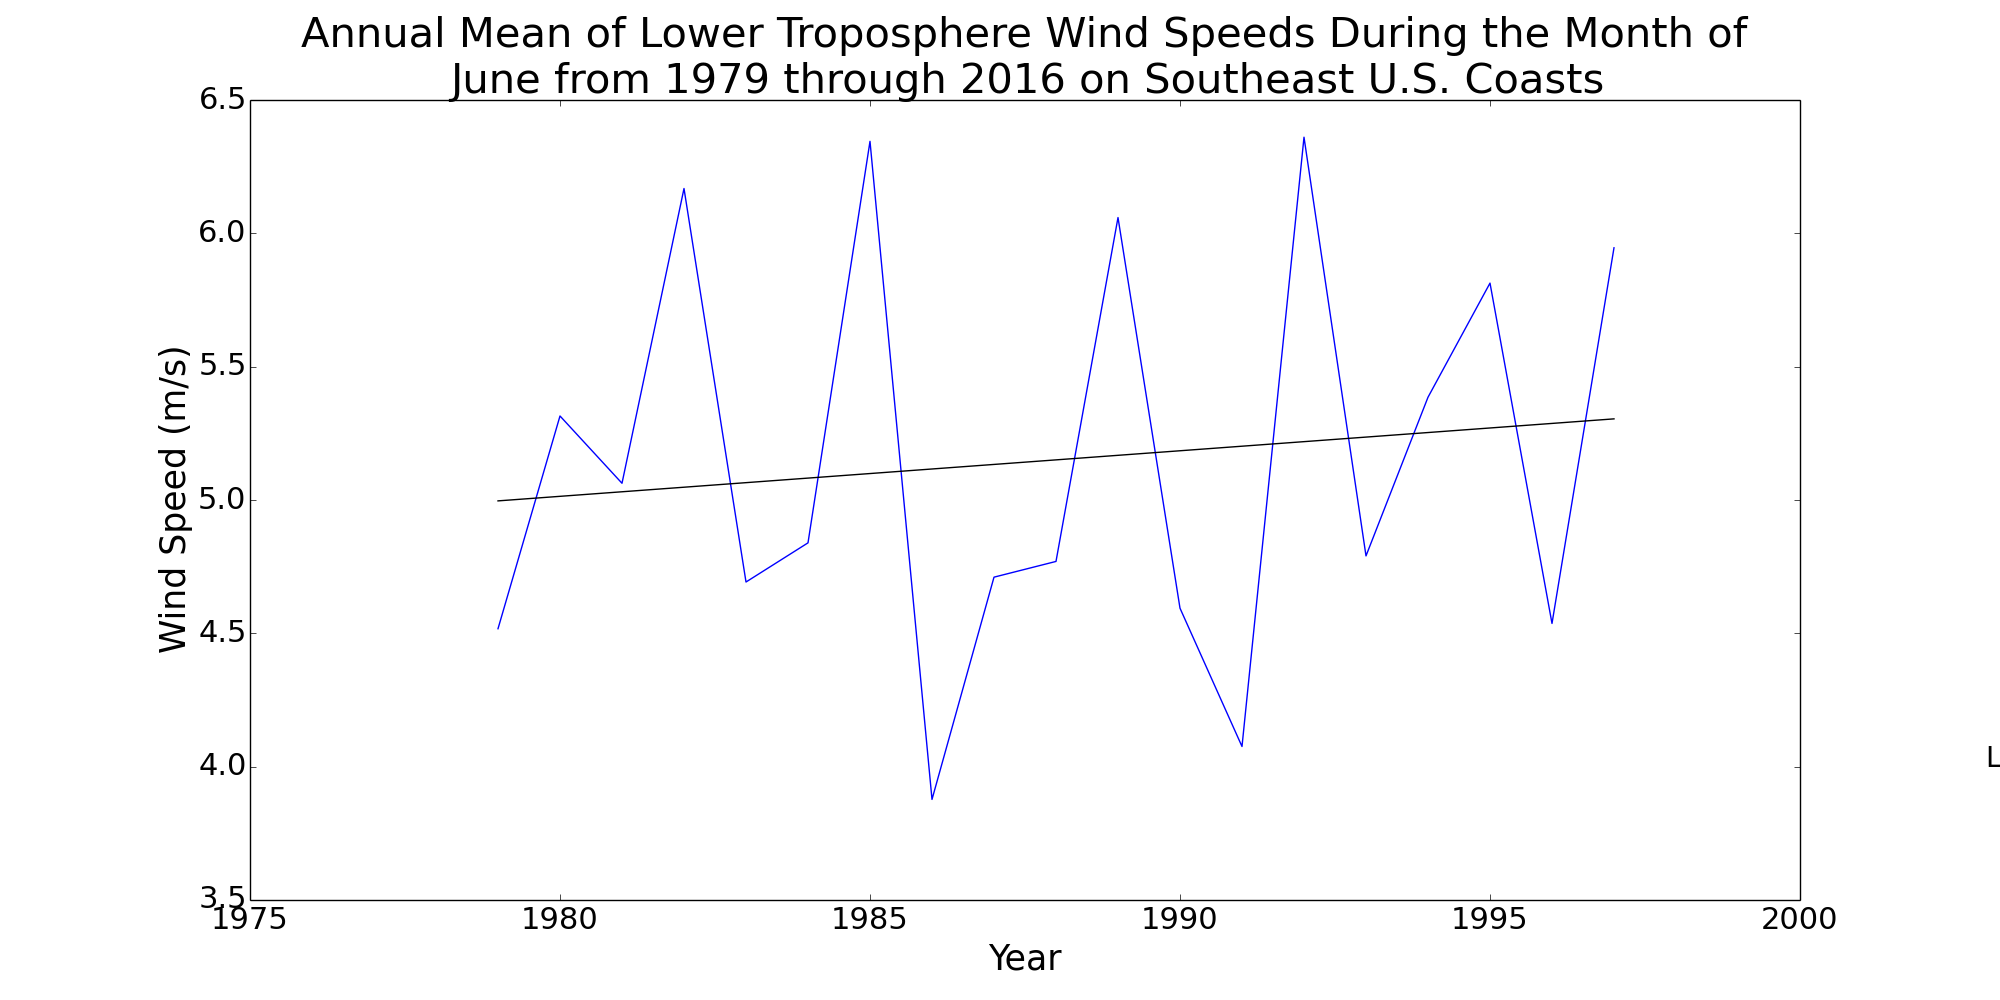 Annual Mean of Lower Troposphere Wind Speeds During the Month of
June from 1979 through 2016 on Southeast U.S. Coasts
6.5
6.0
5.5
5.0
4.5
4.0
3.5
Wind Speed (m/s)
1975 1980 1985 1990 1995 2000
Year
L